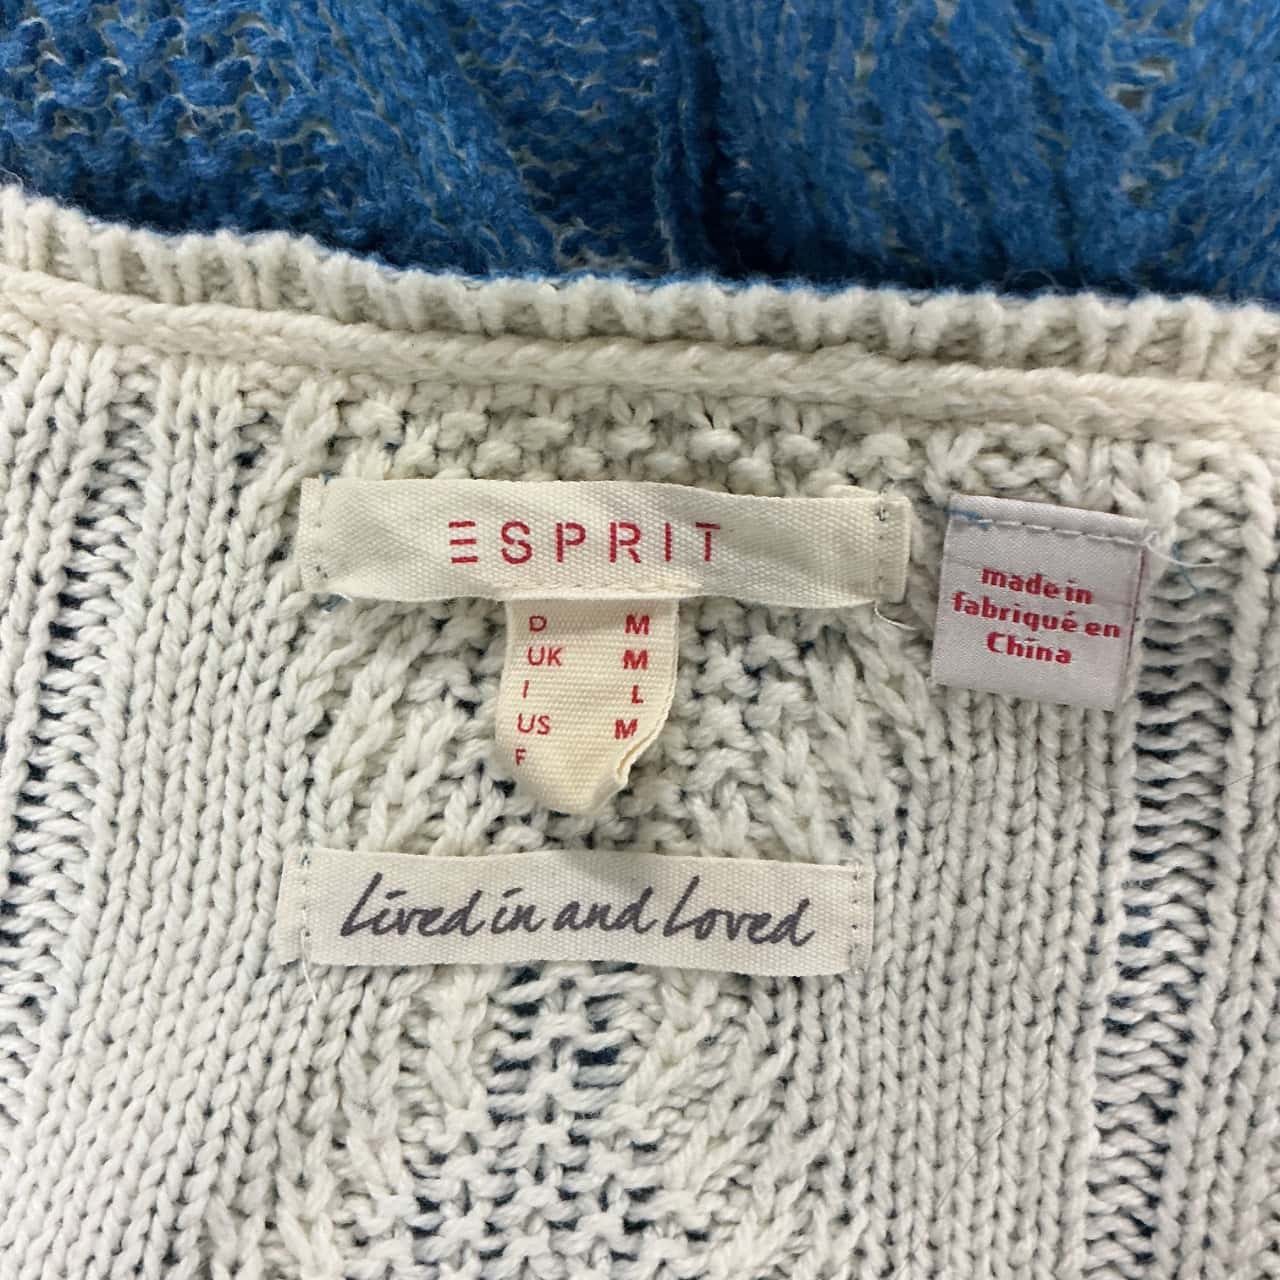 ESPRIT
D M
UK M
I L
US M
F
made in
fabriqué en
China
Lived in and Loved